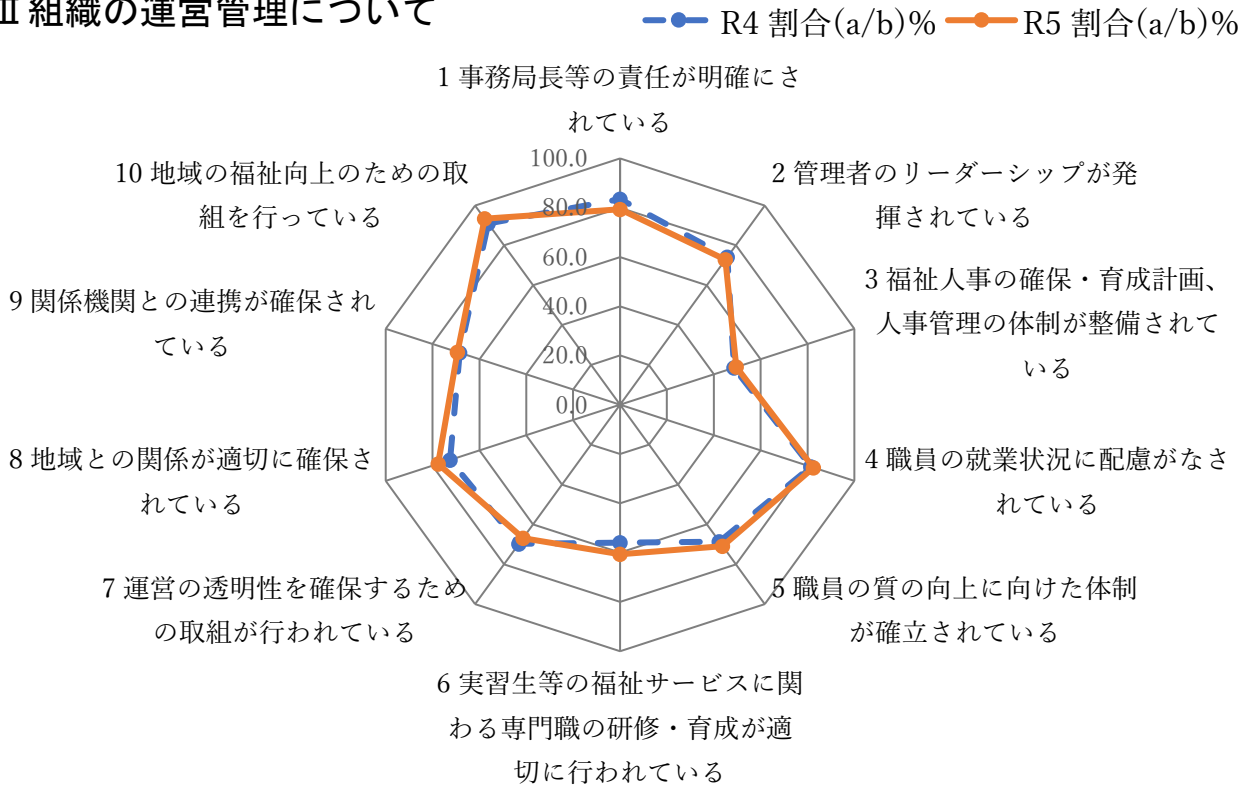 Ⅱ 組織の運営管理について
R4 割合(a/b)%
R5 割合(a/b)%
1 事務局長等の責任が明確にさ
れている
2 管理者のリーダーシップが発
揮されている
3 福祉人事の確保・育成計画、
人事管理の体制が整備されて
いる
4 職員の就業状況に配慮がなさ
れている
5 職員の質の向上に向けた体制
が確立されている
6 実習生等の福祉サービスに関
わる専門職の研修・育成が適
切に行われている
7 運営の透明性を確保するため
の取組が行われている
8 地域との関係が適切に確保さ
れている
9 関係機関との連携が確保され
ている
10 地域の福祉向上のための取
組を行っている
100.0
80.0
60.0
40.0
20.0
0.0